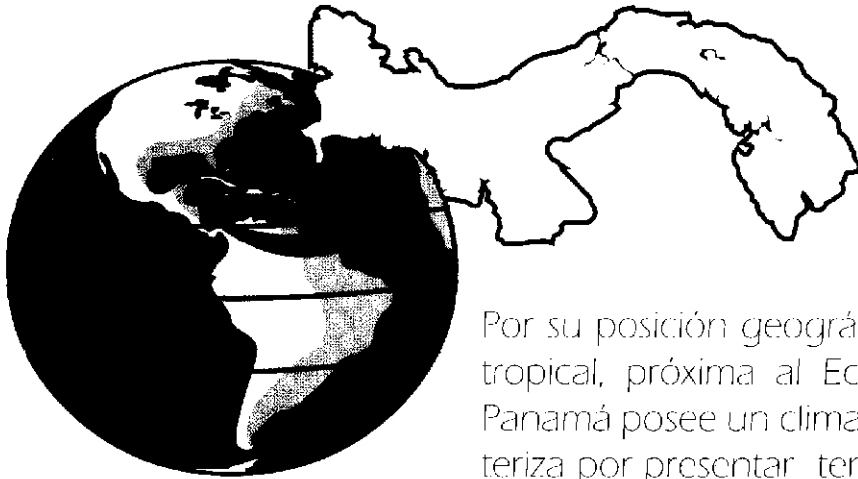 Por su posición geográ
tropical, próxima al Ec
Panamá posee un clima
teriza por presentar ter